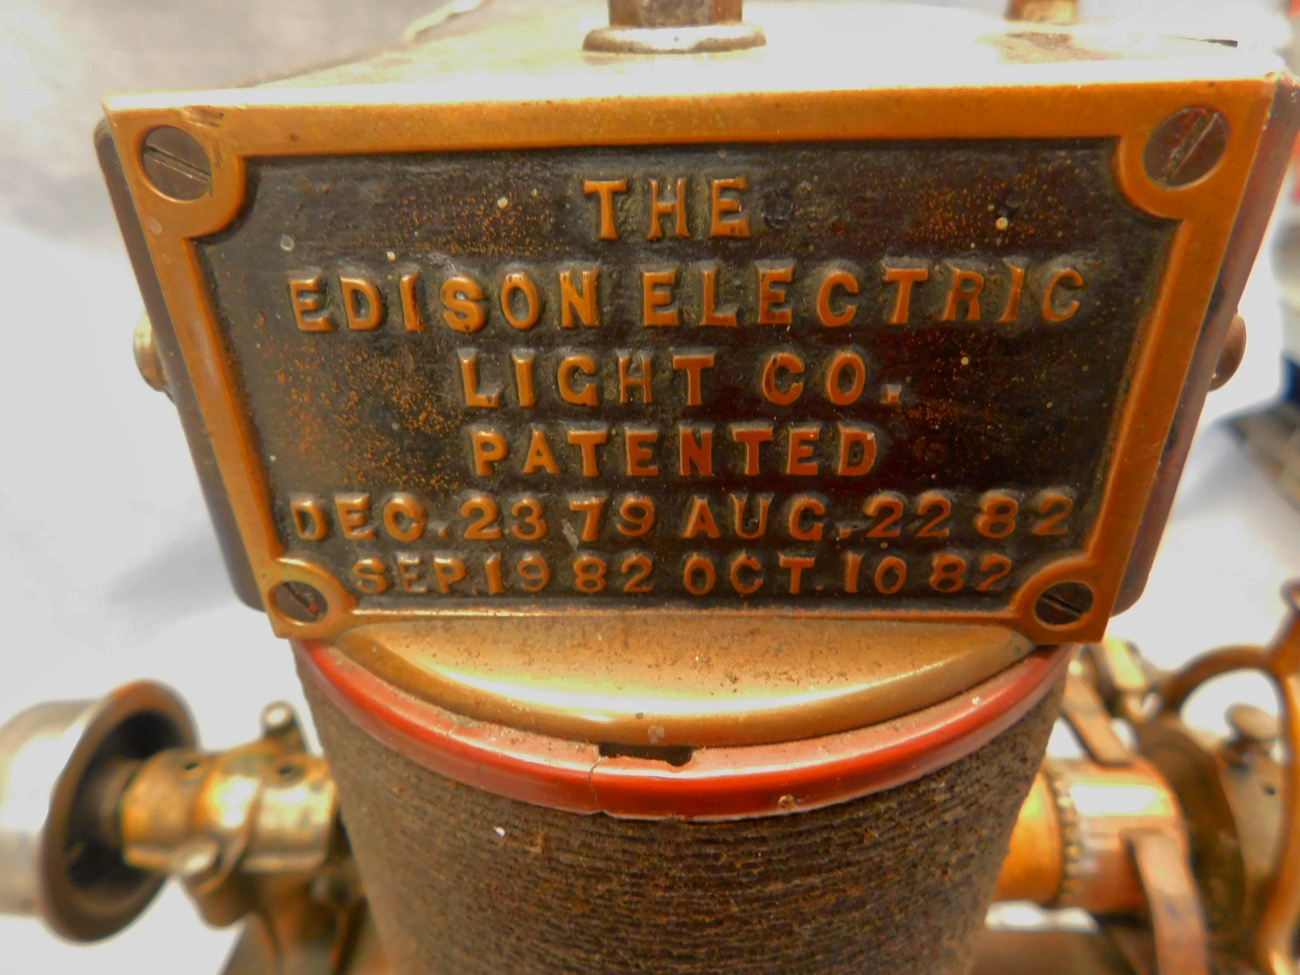 THE
EDISON ELECTRIC
LIGHT CO.
PATENTED
DEC. 23 79 AUG. 22 82
SEP 19 82 OCT. 10 82